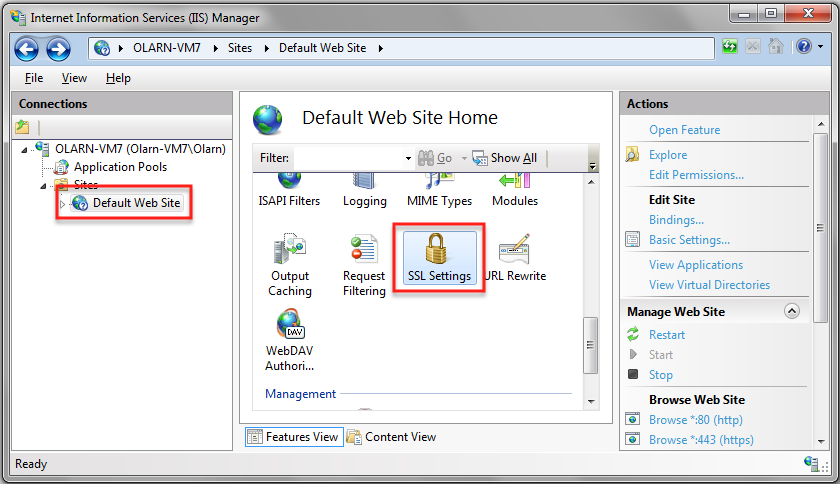 Internet Information Services (IIS) Manager
OLARN-VM7 Sites Default Web Site
File View Help
Connections
OLARN-VM7 (Olarn-VM7\Olarn)
Application Pools
Sites
Default Web Site
Default Web Site Home
Filter: Go Show All
ISAPI Filters Logging MIME Types Modules
Output Caching
Request Filtering
SSL Settings
URL Rewrite
DAV
WebDAV
Authori...
Management
Features View Content View
Actions
Open Feature
Explore
Edit Permissions...
Edit Site
Bindings...
Basic Settings...
View Applications
View Virtual Directories
Manage Web Site
Restart
Start
Stop
Browse Web Site
Browse *:80 (http)
Browse *:443 (https)
Ready